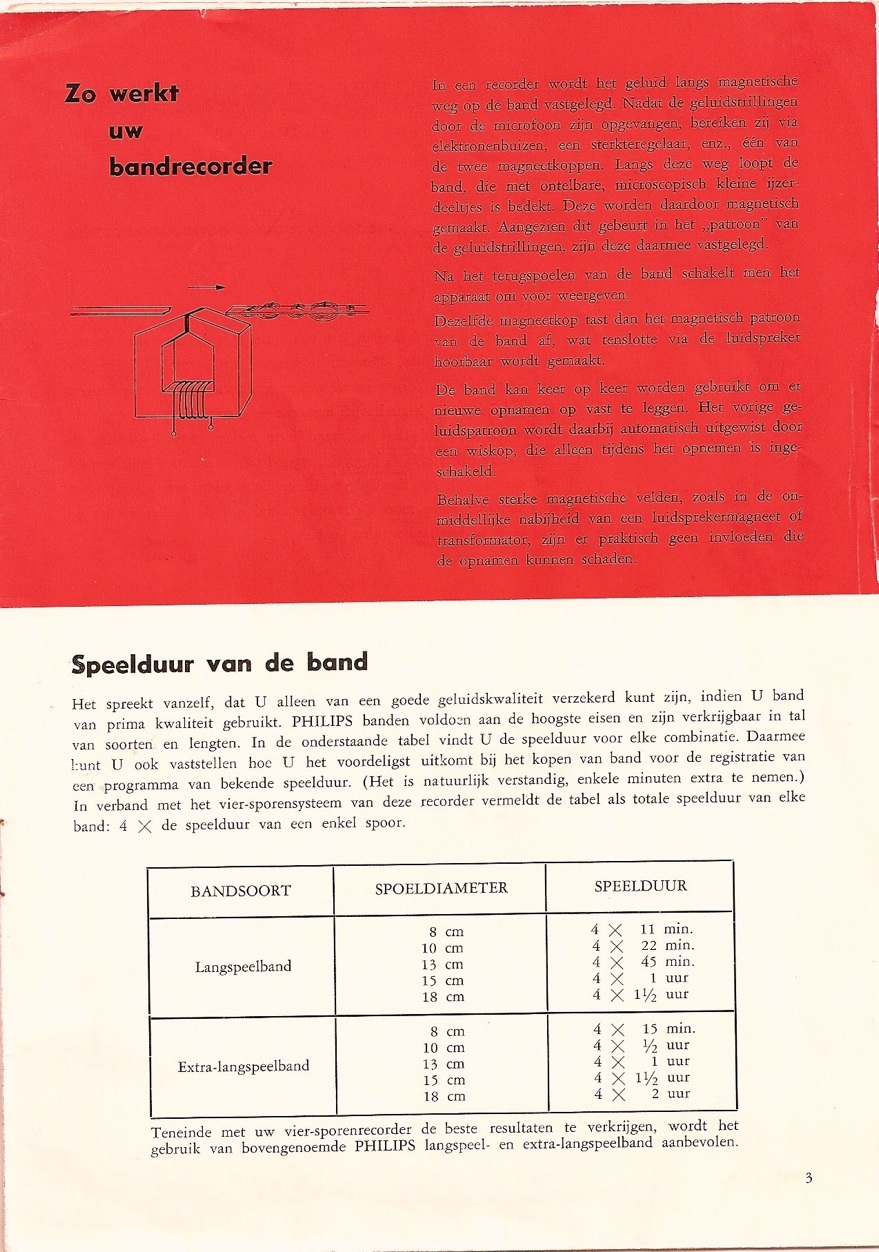 Zo werkt
uw
bandrecorder
In een recorder wordt het geluid langs magnetische
weg op de band vastgelegd. Nadat de geluidstrillingen
door de microfoon zijn opgevangen, bereiken zij via
elektronenbuizen, een sterkteregelaar, enz., één van
de twee magneetkoppen. Langs deze weg loopt de
band, die met ontelbare, microscopisch kleine ijzer-
deeltjes is bedekt. Deze worden daardoor magnetisch
gemaakt. Aangezien dit gebeurt in het „patroon” van
de geluidstrillingen, zijn deze daarmee vastgelegd.
Na het terugspoelen van de band schakelt men het
apparaat om voor weergeven.
Dezelfde magneetkop tast dan het magnetisch patroon
van de band af, wat tenslotte via de luidspreker
hoorbaar wordt gemaakt.
De band kan keer op keer worden gebruikt om er
nieuwe opnamen op vast te leggen. Het vorige ge-
luidspatroon wordt daarbij automatisch uitgewist door
een wiskop, die alleen tijdens het opnemen is inge-
schakeld.
Behalve sterke magnetische velden, zoals in de on-
middellijke nabijheid van een luidsprekermagneet of
transformator, zijn er praktisch geen invloeden die
de opnamen kunnen schaden.
Speelduur van de band
Het spreekt vanzelf, dat U alleen van een goede geluidskwaliteit verzekerd kunt zijn, indien U band
van prima kwaliteit gebruikt. PHILIPS banden voldoen aan de hoogste eisen en zijn verkrijgbaar in tal
van soorten en lengten. In de onderstaande tabel vindt U de speelduur voor elke combinatie. Daarmee
kunt U ook vaststellen hoe U het voordeligst uitkomt bij het kopen van band voor de registratie van
een programma van bekende speelduur. (Het is natuurlijk verstandig, enkele minuten extra te nemen.)
In verband met het vier-sporensysteem van deze recorder vermeldt de tabel als totale speelduur van elke
band: 4 × de speelduur van een enkel spoor.
BANDSOORT SPOELDIAMETER SPEELDUUR
Langspeelband
8 cm 4 × 11 min.
10 cm 4 × 22 min.
13 cm 4 × 45 min.
15 cm 4 × 1 uur
18 cm 4 × 1½ uur
Extra-langspeelband
8 cm 4 × 15 min.
10 cm 4 × ½ uur
13 cm 4 × 1 uur
15 cm 4 × 1½ uur
18 cm 4 × 2 uur
Teneinde met uw vier-sporenrecorder de beste resultaten te verkrijgen, wordt het
gebruik van bovengenoemde PHILIPS langspeel- en extra-langspeelband aanbevolen.
3